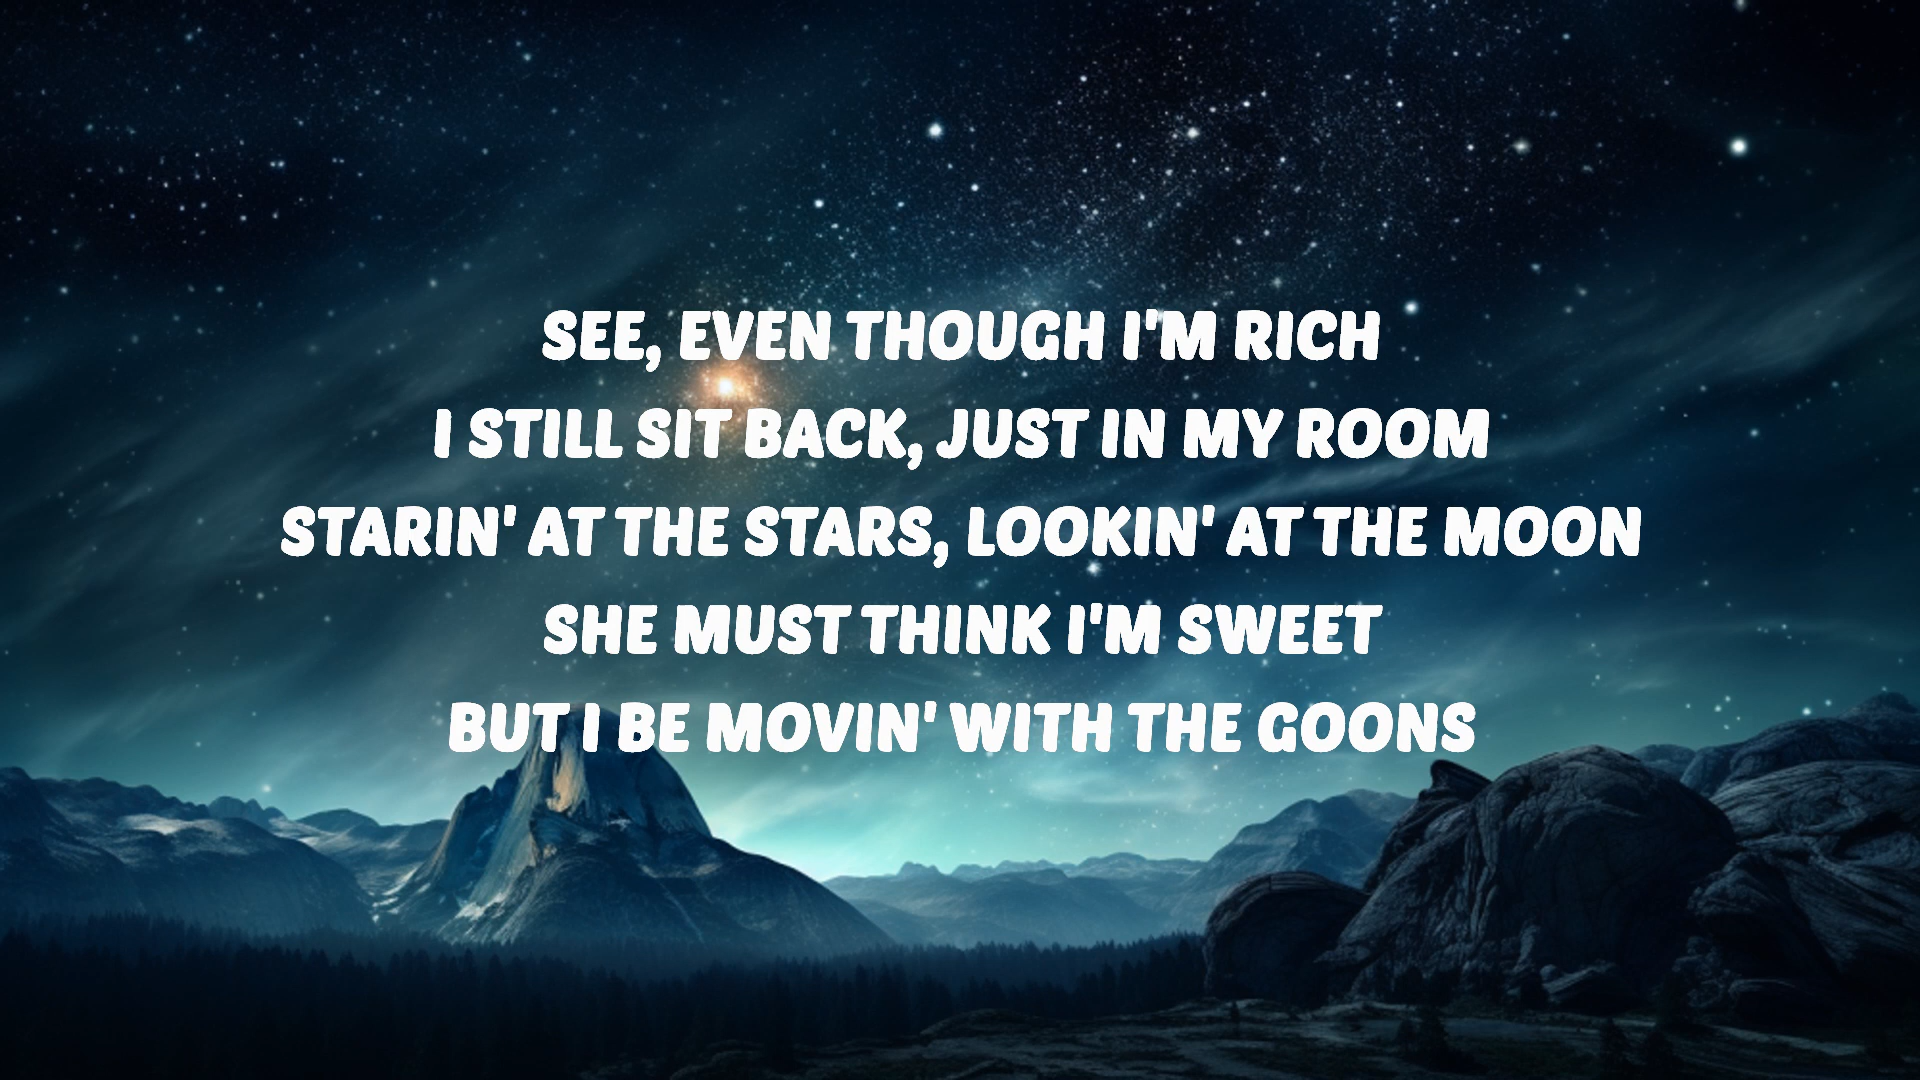 SEE, EVEN THOUGH I'M RICH
I STILL SIT BACK, JUST IN MY ROOM
STARIN' AT THE STARS, LOOKIN' AT THE MOON
SHE MUST THINK I'M SWEET
BUT I BE MOVIN' WITH THE GOONS